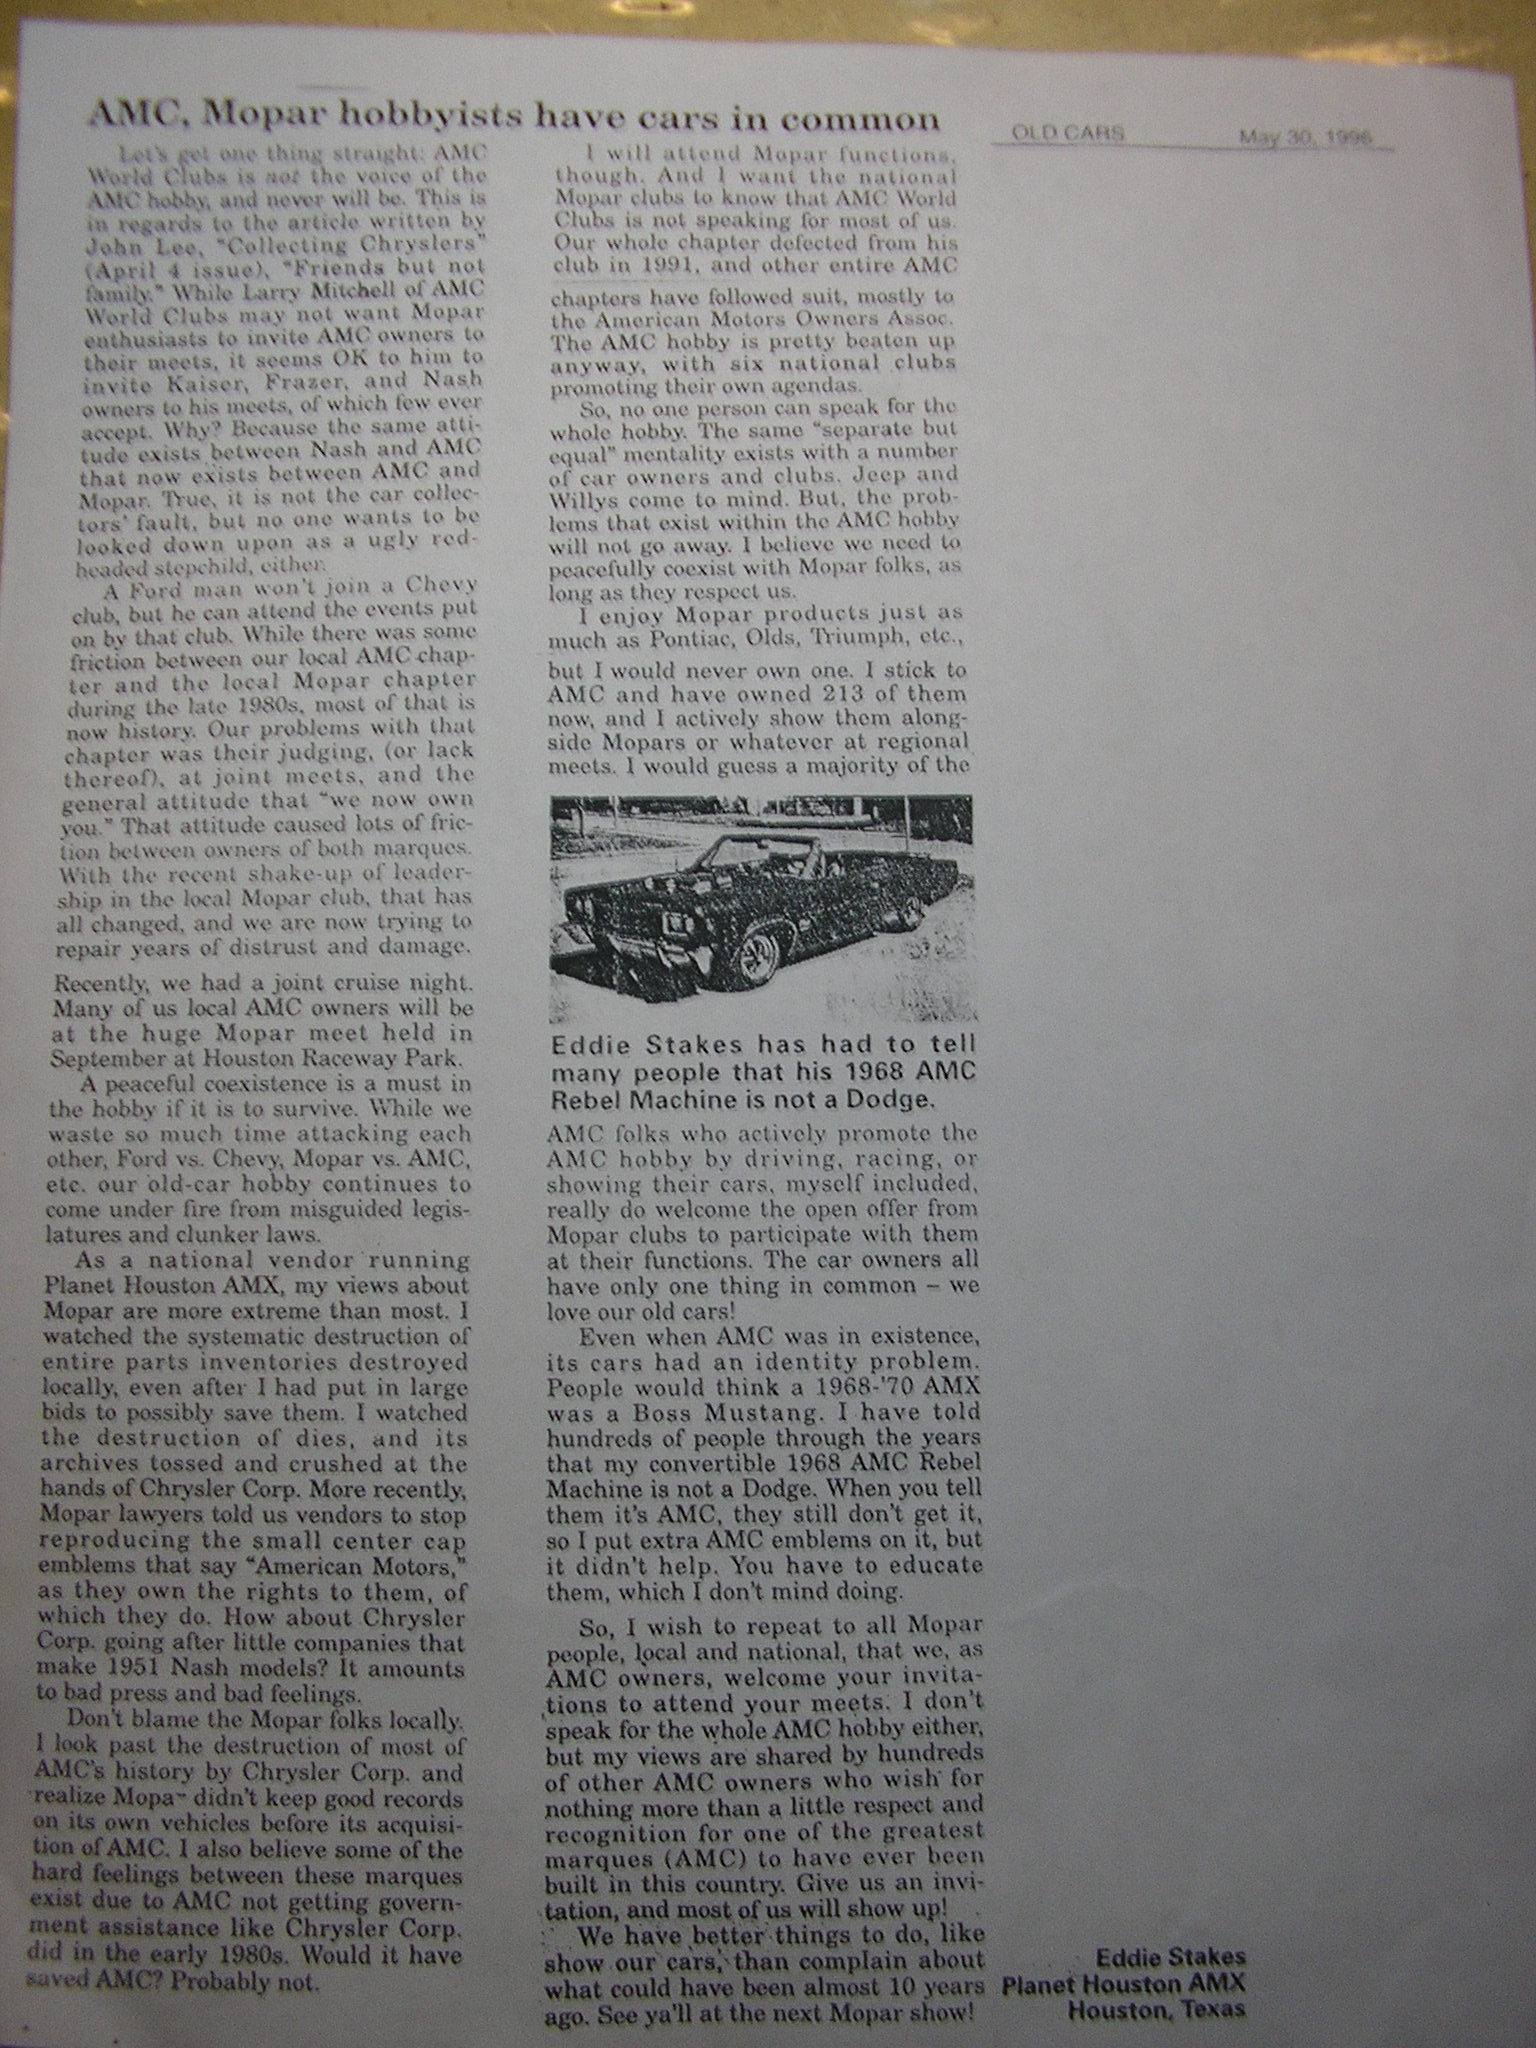 AMC, Mopar hobbyists have cars in common
OLD CARS May 30, 1996
Let's get one thing straight: AMC
World Clubs is not the voice of the
AMC hobby, and never will be. This is
in regards to the article written by
John Lee, "Collecting Chryslers"
(April 4 issue), "Friends but not
family." While Larry Mitchell of AMC
World Clubs may not want Mopar
enthusiasts to invite AMC owners to
their meets, it seems OK to him to
invite Kaiser, Frazer, and Nash
owners to his meets, of which few ever
accept. Why? Because the same atti-
tude exists between Nash and AMC
that now exists between AMC and
Mopar. True, it is not the car collec-
tors' fault, but no one wants to be
looked down upon as a ugly red-
headed stepchild, either.
A Ford man won't join a Chevy
club, but he can attend the events put
on by that club. While there was some
friction between our local AMC chap-
ter and the local Mopar chapter
during the late 1980s, most of that is
now history. Our problems with that
chapter was their judging, (or lack
thereof), at joint meets, and the
general attitude that "we now own
you." That attitude caused lots of fric-
tion between owners of both marques.
With the recent shake-up of leader-
ship in the local Mopar club, that has
all changed, and we are now trying to
repair years of distrust and damage.
Recently, we had a joint cruise night.
Many of us local AMC owners will be
at the huge Mopar meet held in
September at Houston Raceway Park.
A peaceful coexistence is a must in
the hobby if it is to survive. While we
waste so much time attacking each
other, Ford vs. Chevy, Mopar vs. AMC,
etc. our old-car hobby continues to
come under fire from misguided legis-
latures and clunker laws.
As a national vendor running
Planet Houston AMX, my views about
Mopar are more extreme than most. I
watched the systematic destruction of
entire parts inventories destroyed
locally, even after I had put in large
bids to possibly save them. I watched
the destruction of dies, and its
archives tossed and crushed at the
hands of Chrysler Corp. More recently,
Mopar lawyers told us vendors to stop
reproducing the small center cap
emblems that say "American Motors,"
as they own the rights to them, of
which they do. How about Chrysler
Corp. going after little companies that
make 1951 Nash models? It amounts
to bad press and bad feelings.
Don't blame the Mopar folks locally.
I look past the destruction of most of
AMC's history by Chrysler Corp. and
realize Mopar didn't keep good records
on its own vehicles before its acquisi-
tion of AMC. I also believe some of the
hard feelings between these marques
exist due to AMC not getting govern-
ment assistance like Chrysler Corp.
did in the early 1980s. Would it have
saved AMC? Probably not.
I will attend Mopar functions,
though. And I want the national
Mopar clubs to know that AMC World
Clubs is not speaking for most of us.
Our whole chapter defected from his
club in 1991, and other entire AMC
chapters have followed suit, mostly to
the American Motors Owners Assoc.
The AMC hobby is pretty beaten up
anyway, with six national clubs
promoting their own agendas.
So, no one person can speak for the
whole hobby. The same "separate but
equal" mentality exists with a number
of car owners and clubs. Jeep and
Willys come to mind. But, the prob-
lems that exist within the AMC hobby
will not go away. I believe we need to
peacefully coexist with Mopar folks, as
long as they respect us.
I enjoy Mopar products just as
much as Pontiac, Olds, Triumph, etc.,
but I would never own one. I stick to
AMC and have owned 213 of them
now, and I actively show them along-
side Mopars or whatever at regional
meets. I would guess a majority of the
Eddie Stakes has had to tell
many people that his 1968 AMC
Rebel Machine is not a Dodge.
AMC folks who actively promote the
AMC hobby by driving, racing, or
showing their cars, myself included,
really do welcome the open offer from
Mopar clubs to participate with them
at their functions. The car owners all
have only one thing in common – we
love our old cars!
Even when AMC was in existence,
its cars had an identity problem.
People would think a 1968-'70 AMX
was a Boss Mustang. I have told
hundreds of people through the years
that my convertible 1968 AMC Rebel
Machine is not a Dodge. When you tell
them it's AMC, they still don't get it,
so I put extra AMC emblems on it, but
it didn't help. You have to educate
them, which I don't mind doing.
So, I wish to repeat to all Mopar
people, local and national, that we, as
AMC owners, welcome your invita-
tions to attend your meets. I don't
speak for the whole AMC hobby either,
but my views are shared by hundreds
of other AMC owners who wish for
nothing more than a little respect and
recognition for one of the greatest
marques (AMC) to have ever been
built in this country. Give us an invi-
tation, and most of us will show up!
We have better things to do, like
show our cars, than complain about
what could have been almost 10 years
ago. See ya'll at the next Mopar show!
Eddie Stakes
Planet Houston AMX
Houston, Texas